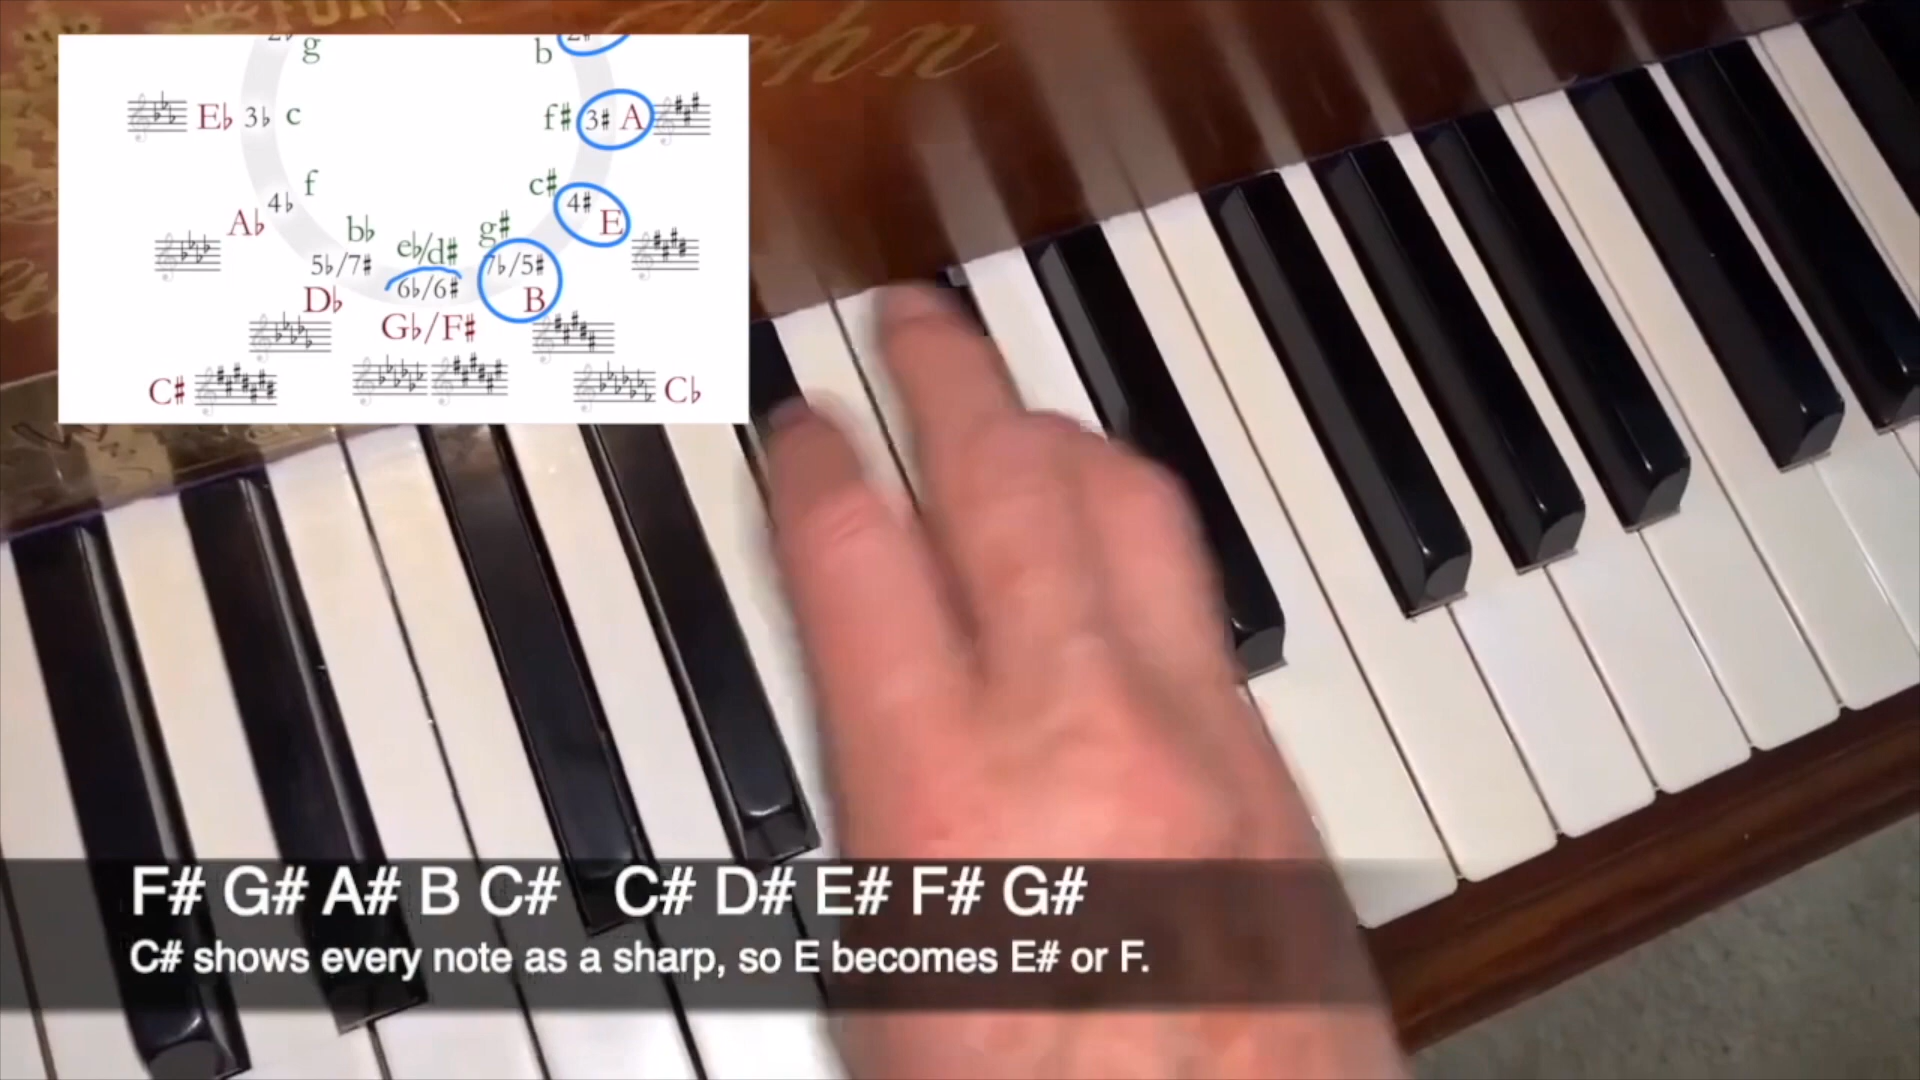 g
b
E♭ 3♭ c
f# 3# A
f
c#
4♭
4# E
A♭
b♭
e♭/d#
g#
5♭/7#
6♭/6#
7♭/5#
D♭
G♭/F#
B
C#
C♭
F# G# A# B C# C# D# E# F# G#
C# shows every note as a sharp, so E becomes E# or F.